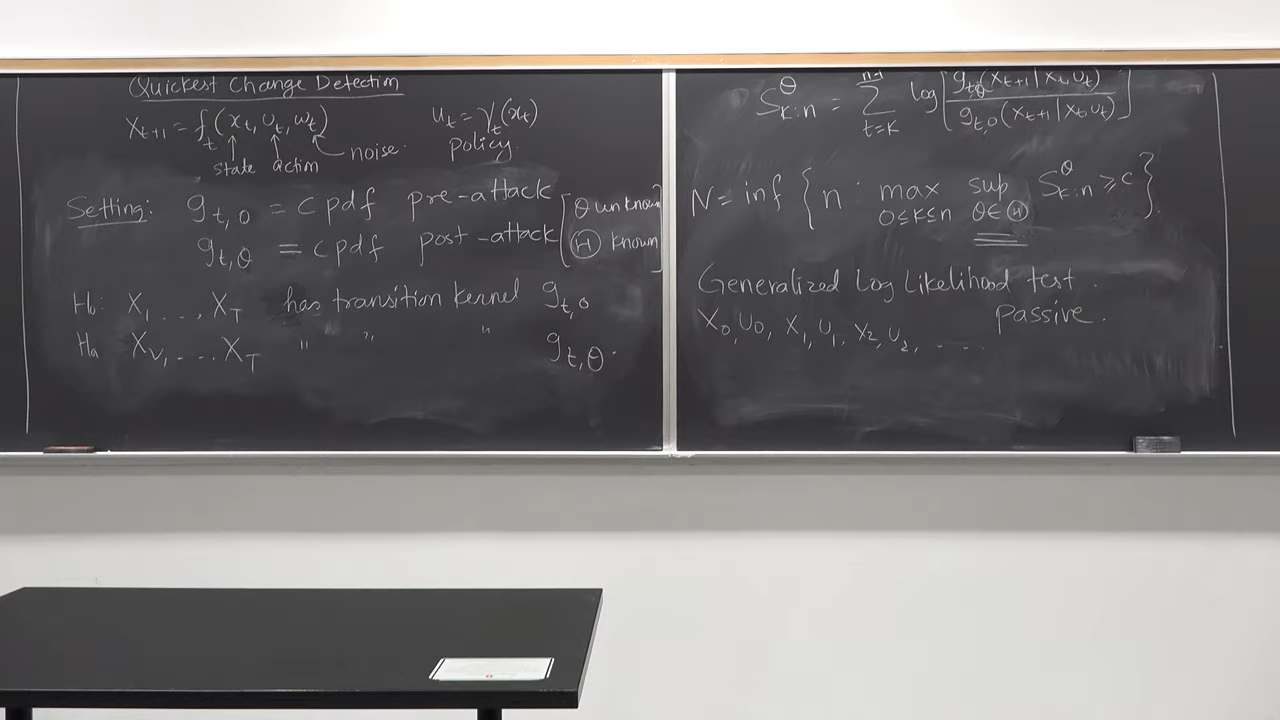 Quickest Change Detection
X_{t+1} = f_t(x_t, u_t, w_t)
state action noise.
u_t = γ_t(x_t)
policy.
Setting: g_{t,0} = c pdf pre-attack [θ unknown
g_{t,θ} = c pdf post-attack Ⓗ known]
H_0: X_1 ..., X_T has transition kernel g_{t,0}
H_a X_ν, ... X_T " " " g_{t,θ}.
S^θ_{k:n} = Σ_{t=k}^{n-1} log [ g_{t,θ}(X_{t+1}|X_t, U_t) / g_{t,0}(X_{t+1}|X_t, U_t) ]
N = inf { n : max_{0≤k≤n} sup_{θ∈Ⓗ} S^θ_{k:n} ≥ c }.
Generalized Log Likelihood test.
passive.
X_0, U_0, X_1, U_1, X_2, U_2, ....